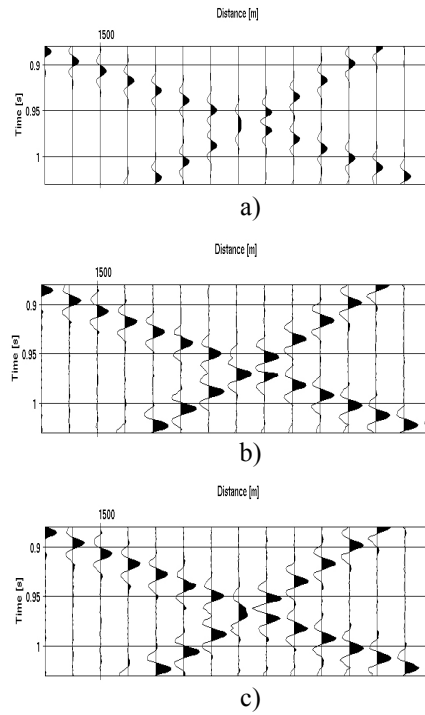 Distance [m]
1500
0.9
0.95
1
Time [s]
a)
Distance [m]
1500
0.9
0.95
1
Time [s]
b)
Distance [m]
1500
0.9
0.95
1
Time [s]
c)